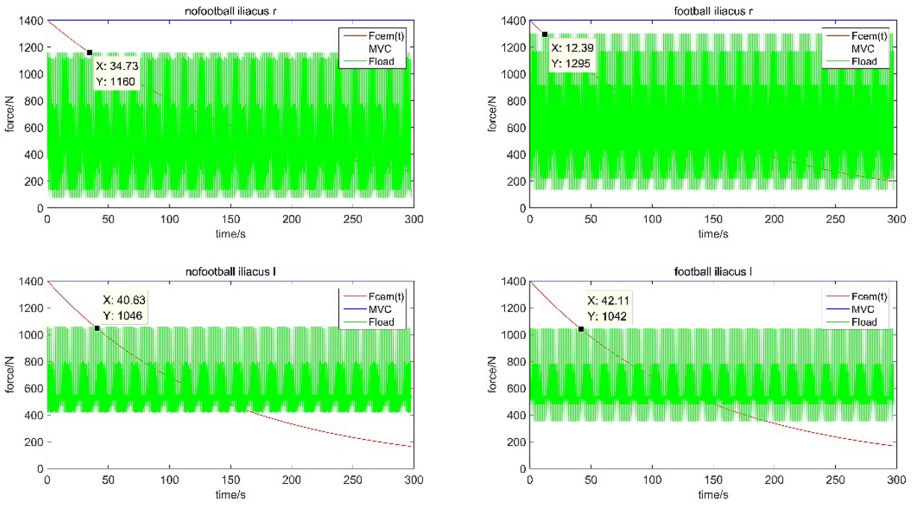 nofootball iliacus r
force/N
1400
1200
1000
800
600
400
200
0
0 50 100 150 200 250 300
time/s
Fcem(t)
MVC
Fload
X: 34.73
Y: 1160
football iliacus r
force/N
1400
1200
1000
800
600
400
200
0
0 50 100 150 200 250 300
time/s
Fcem(t)
MVC
Fload
X: 12.39
Y: 1295
nofootball iliacus l
force/N
1400
1200
1000
800
600
400
200
0
0 50 100 150 200 250 300
time/s
Fcem(t)
MVC
Fload
X: 40.63
Y: 1046
football iliacus l
force/N
1400
1200
1000
800
600
400
200
0
0 50 100 150 200 250 300
time/s
Fcem(t)
MVC
Fload
X: 42.11
Y: 1042